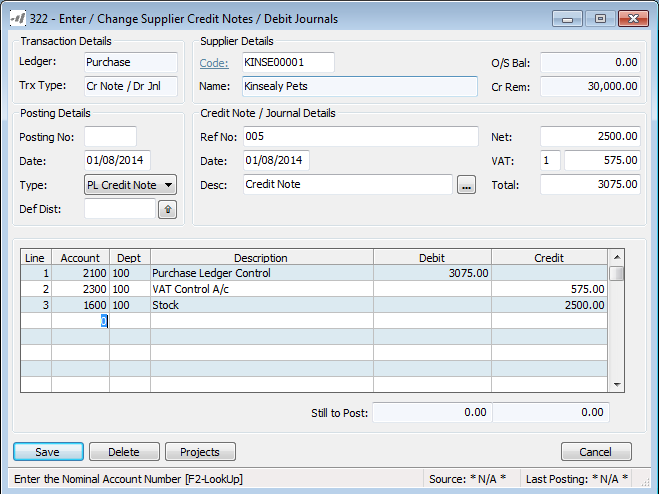 322 - Enter / Change Supplier Credit Notes / Debit Journals
Transaction Details
Ledger: Purchase
Trx Type: Cr Note / Dr Jnl
Supplier Details
Code: KINSE00001 O/S Bal: 0.00
Name: Kinsealy Pets Cr Rem: 30,000.00
Posting Details
Posting No:
Date: 01/08/2014
Type: PL Credit Note
Def Dist:
Credit Note / Journal Details
Ref No: 005 Net: 2500.00
Date: 01/08/2014 VAT: 1 575.00
Desc: Credit Note ... Total: 3075.00
Line Account Dept Description Debit Credit
1 2100 100 Purchase Ledger Control 3075.00
2 2300 100 VAT Control A/c 575.00
3 1600 100 Stock 2500.00
0
Still to Post: 0.00 0.00
Save Delete Projects Cancel
Enter the Nominal Account Number [F2-LookUp] Source: * N/A * Last Posting: * N/A *